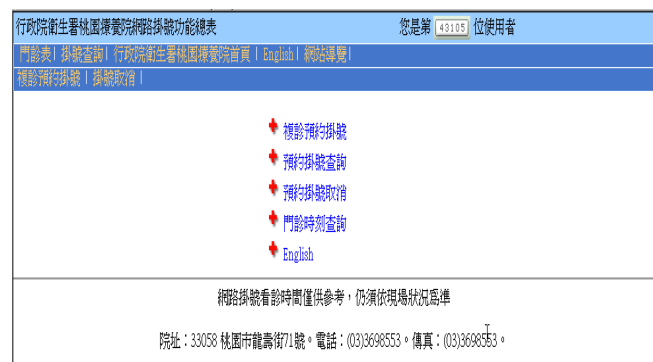 行政院衛生署桃園療養院網路掛號功能總表 您是第 43105 位使用者
門診表| 掛號查詢| 行政院衛生署桃園療養院首頁 | English| 網站導覽|
複診預約掛號 | 掛號取消 |
複診預約掛號
預約掛號查詢
預約掛號取消
門診時刻查詢
English
網路掛號看診時間僅供參考,仍須依現場狀況為準
院址:33058 桃園市龍壽街71號。電話:(03)3698553。傳真:(03)3698553。